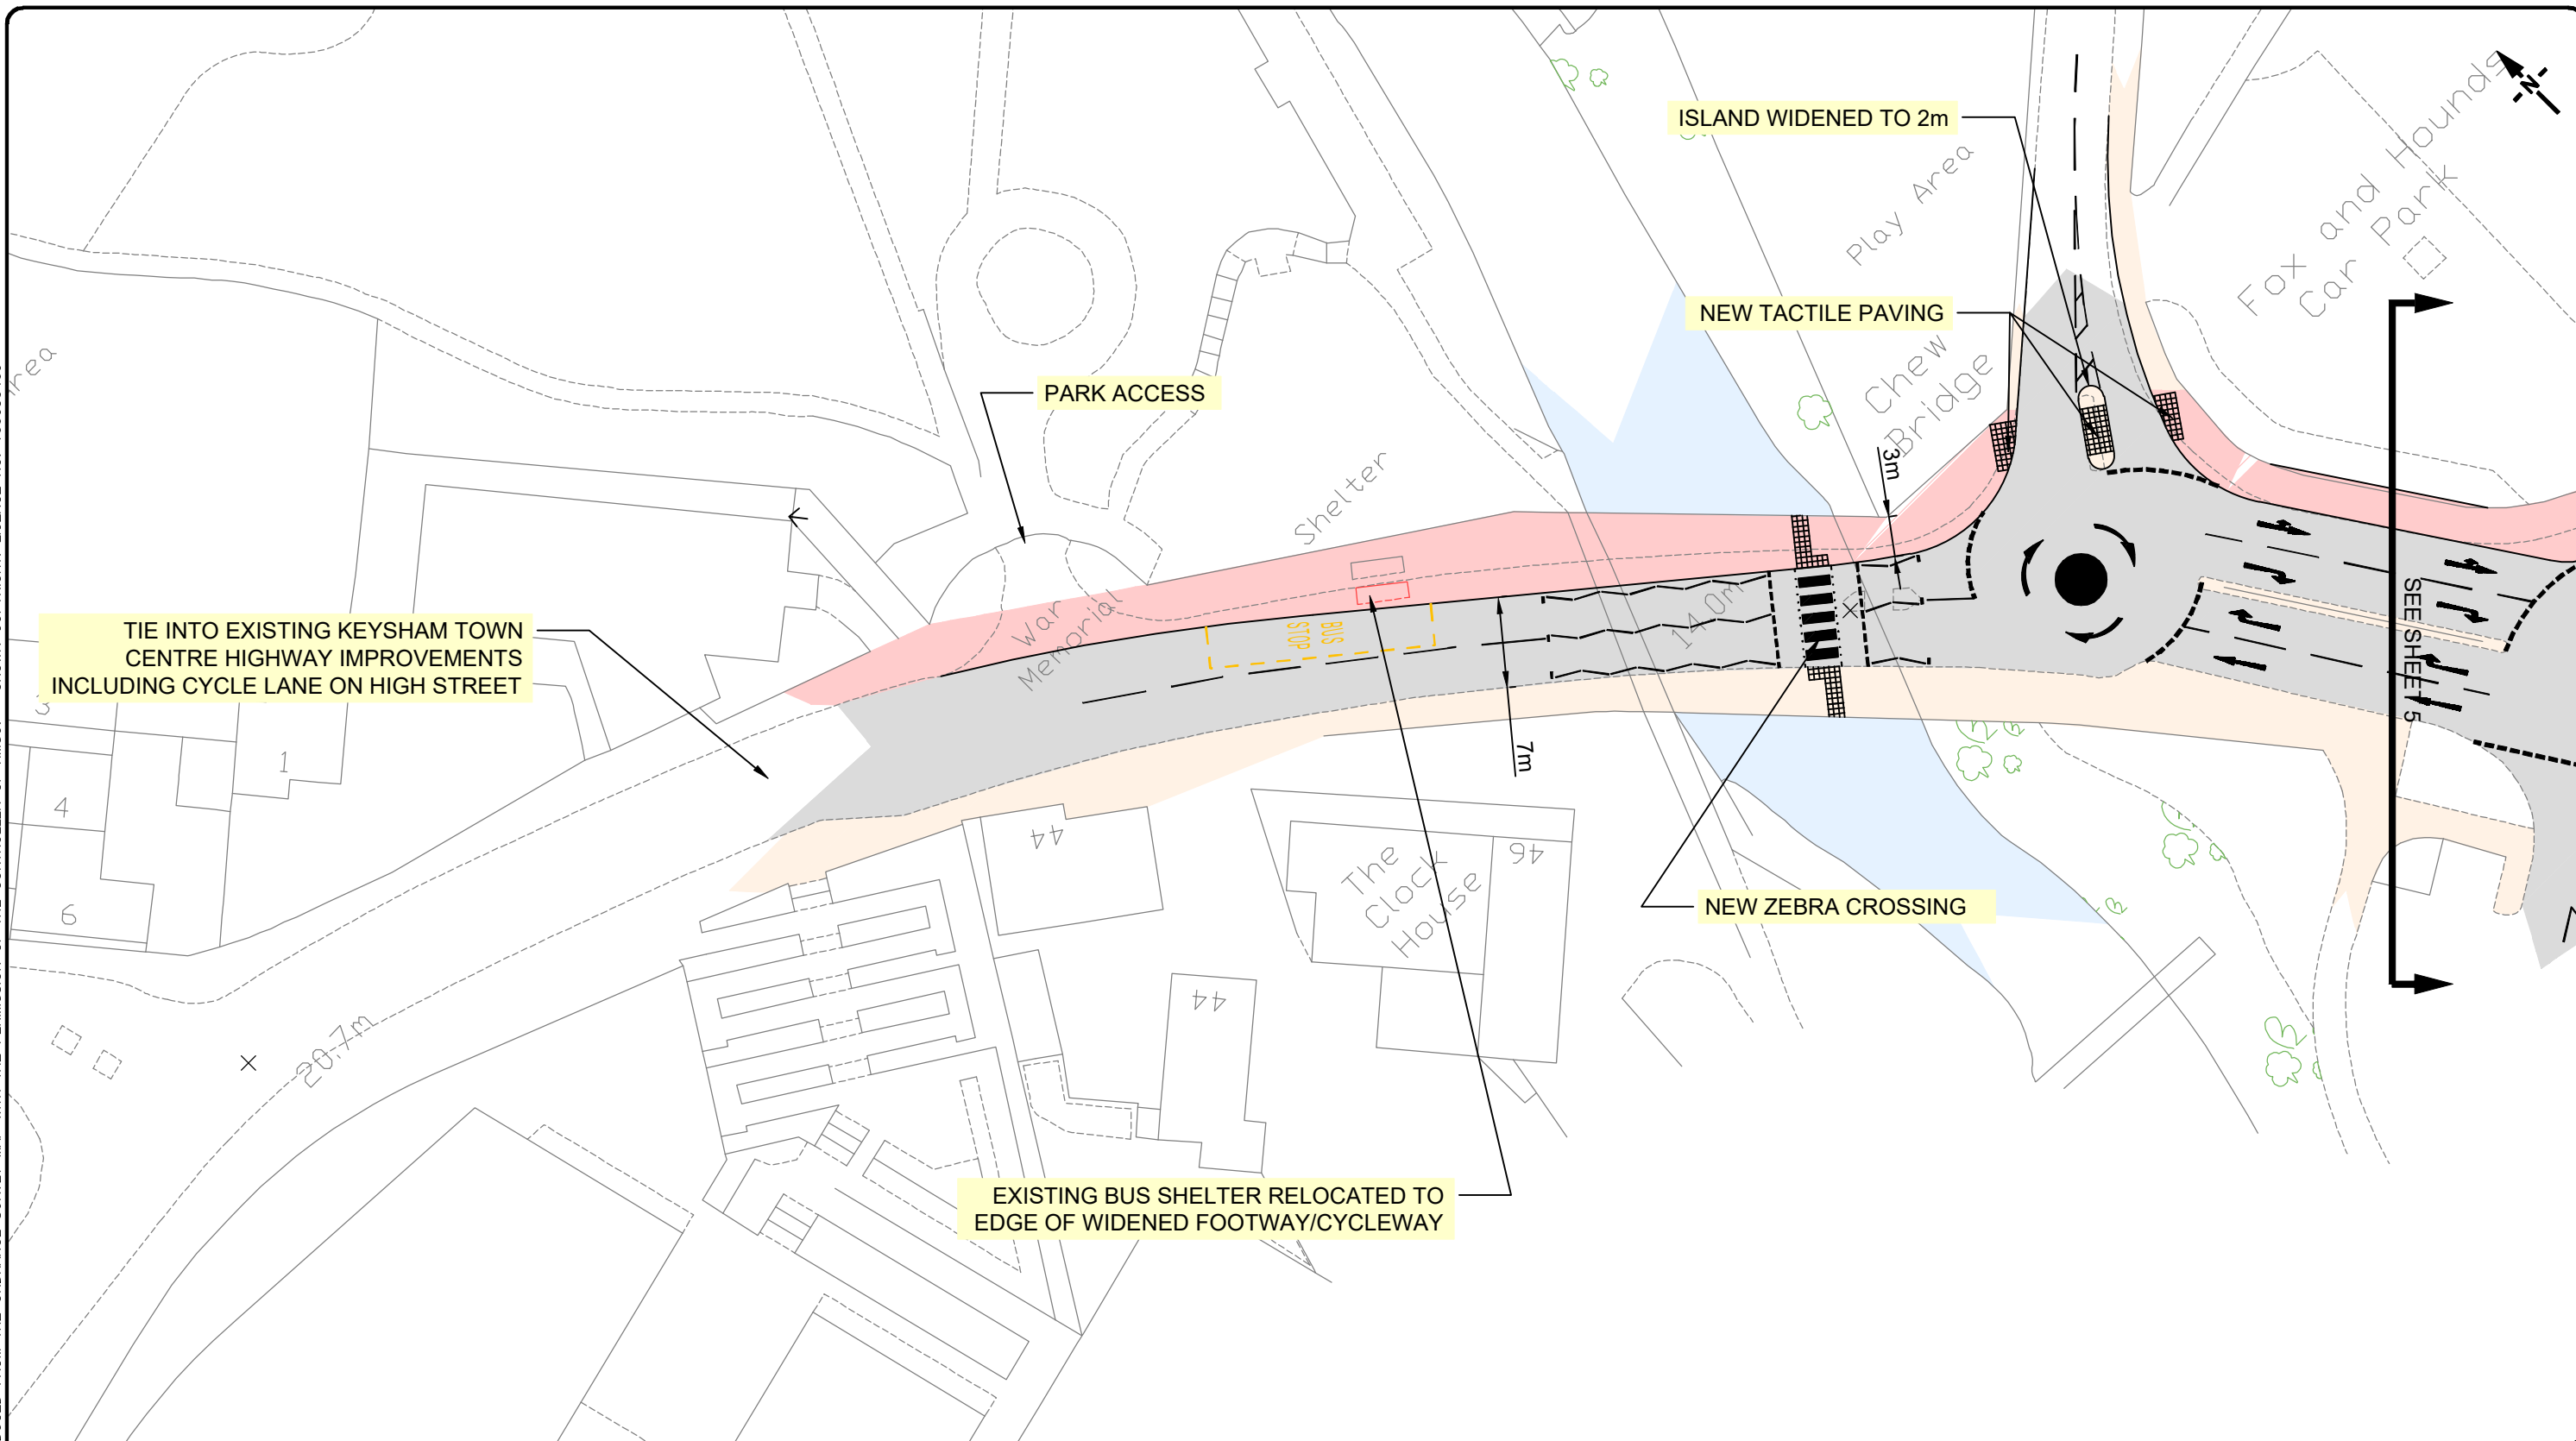 ISLAND WIDENED TO 2m
N
Fox and Hounds
Car Park
Play Area
NEW TACTILE PAVING
rea
Chew
Bridge
PARK ACCESS
3m
Shelter
War
Memorial
BUS
STOP
14.0m
TIE INTO EXISTING KEYSHAM TOWN
CENTRE HIGHWAY IMPROVEMENTS
INCLUDING CYCLE LANE ON HIGH STREET
SEE SHEET 5
3
1
4
6
7m
44
The
Clock
House
46
NEW ZEBRA CROSSING
44
20.7m
EXISTING BUS SHELTER RELOCATED TO
EDGE OF WIDENED FOOTWAY/CYCLEWAY